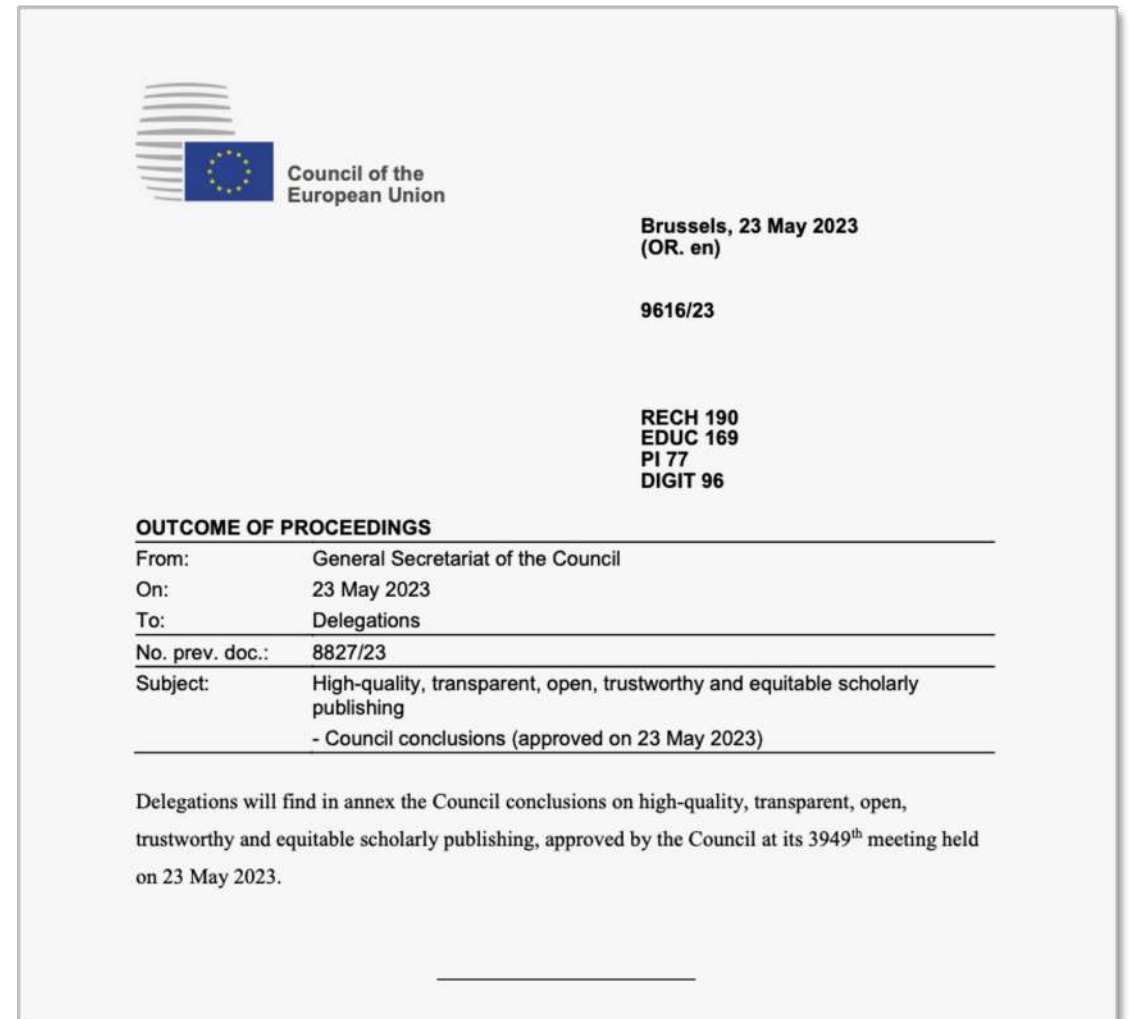 Council of the
European Union
Brussels, 23 May 2023
(OR. en)
9616/23
RECH 190
EDUC 169
PI 77
DIGIT 96
OUTCOME OF PROCEEDINGS
From: General Secretariat of the Council
On: 23 May 2023
To: Delegations
No. prev. doc.: 8827/23
Subject: High-quality, transparent, open, trustworthy and equitable scholarly
publishing
- Council conclusions (approved on 23 May 2023)
Delegations will find in annex the Council conclusions on high-quality, transparent, open,
trustworthy and equitable scholarly publishing, approved by the Council at its 3949th meeting held
on 23 May 2023.